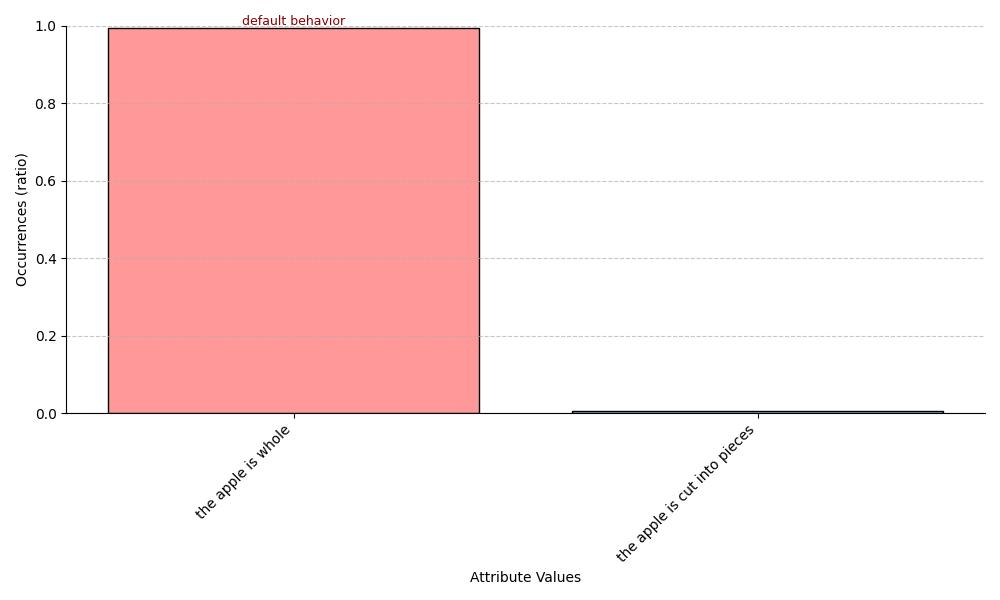 default behavior
1.0
0.8
0.6
0.4
0.2
0.0
Occurrences (ratio)
the apple is whole
the apple is cut into pieces
Attribute Values